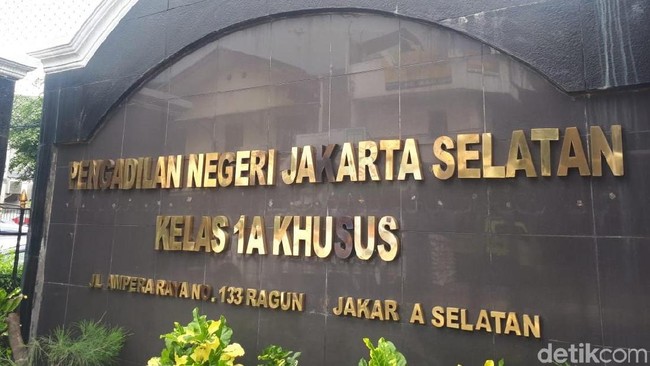 PENGADILAN NEGERI JAKARTA SELATAN
KELAS 1A KHUSUS
JL. AMPERA RAYA NO. 133 RAGUN JAKAR A SELATAN
detikcom